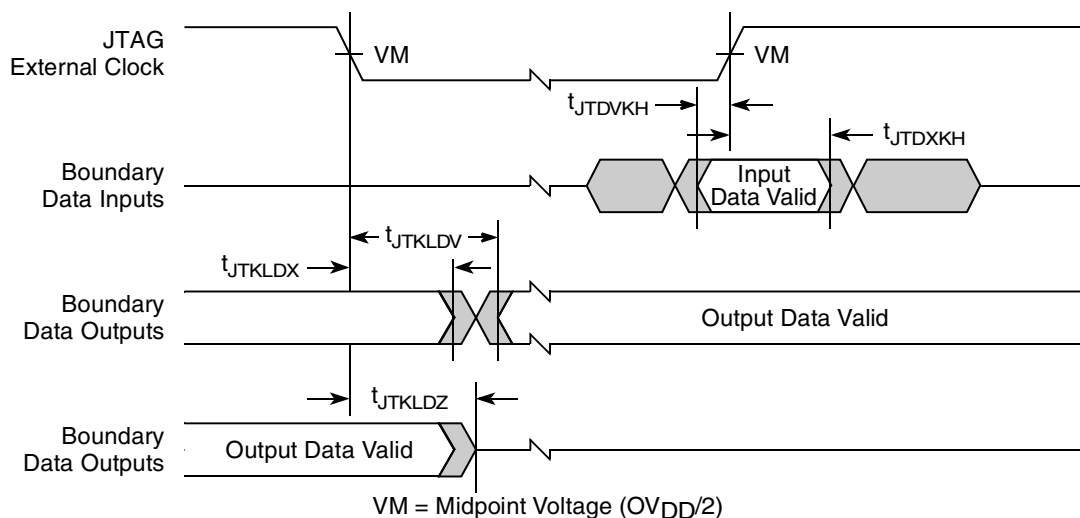 JTAG
External Clock
VM
VM
tJTDVKH
tJTDXKH
Boundary
Data Inputs
Input
Data Valid
tJTKLDV
tJTKLDX
Boundary
Data Outputs
Output Data Valid
tJTKLDZ
Boundary
Data Outputs
Output Data Valid
VM = Midpoint Voltage (OVDD/2)